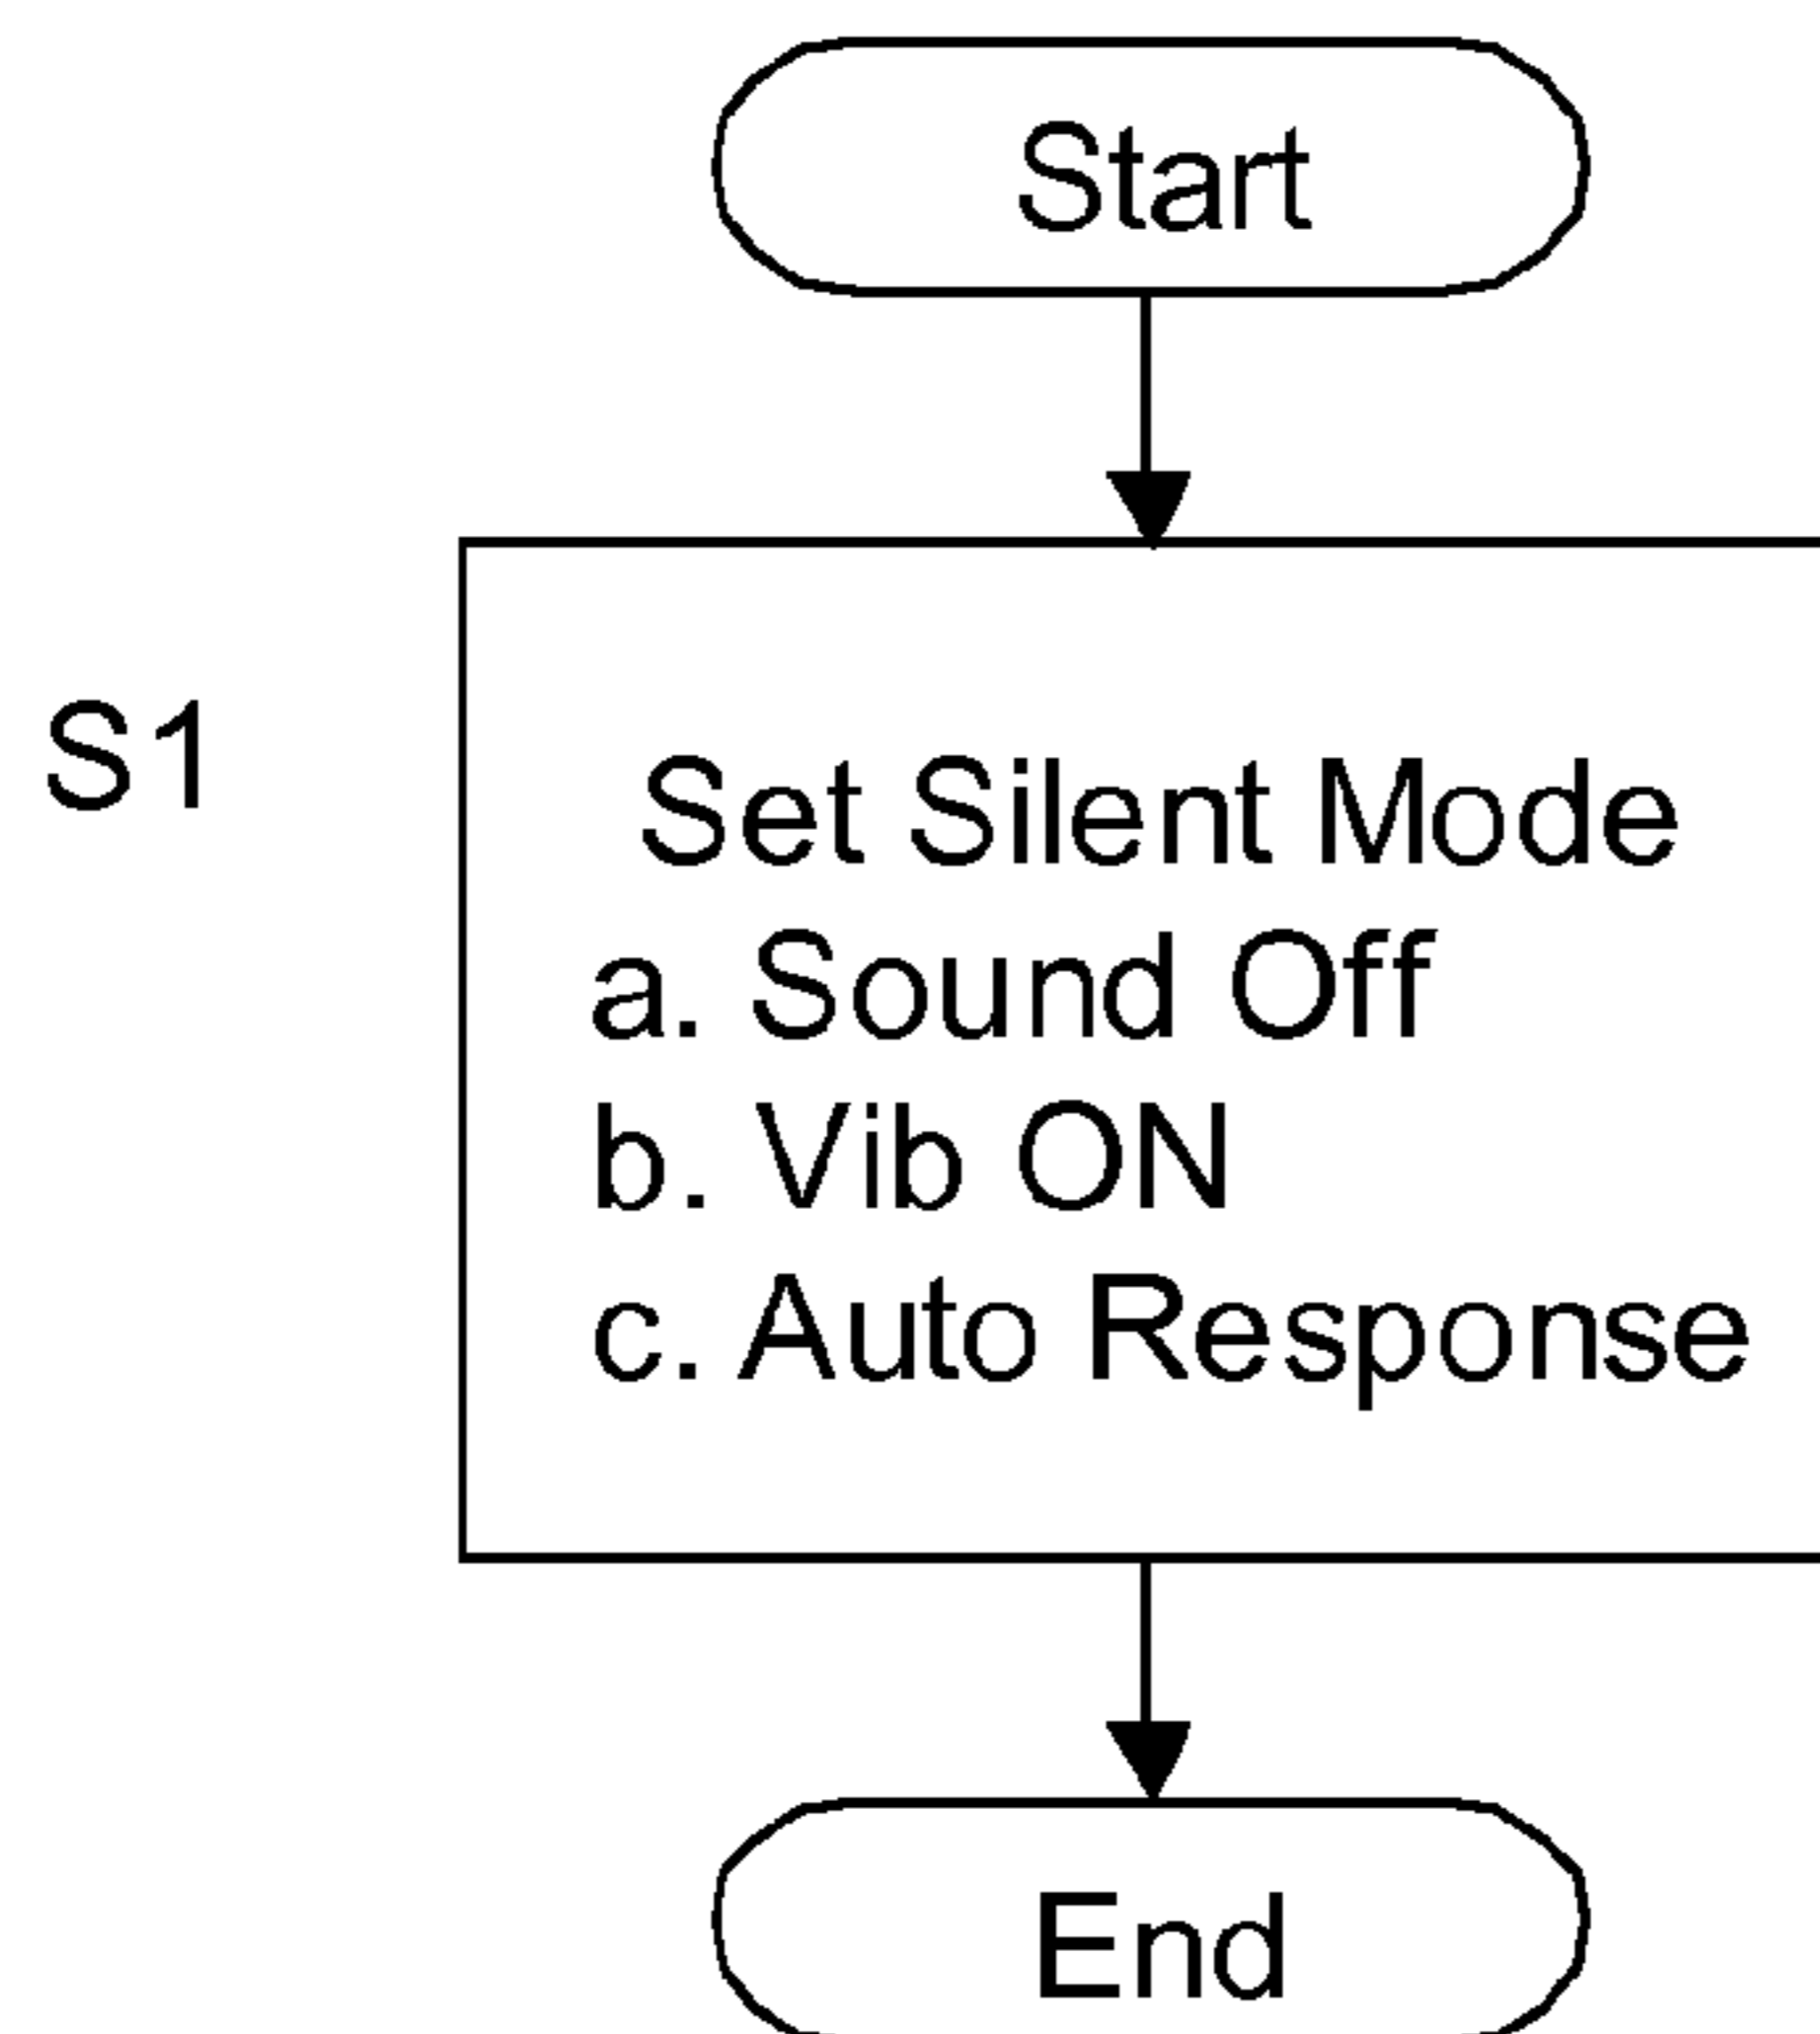 Start
S1
Set Silent Mode
a. Sound Off
b. Vib ON
c. Auto Response
End